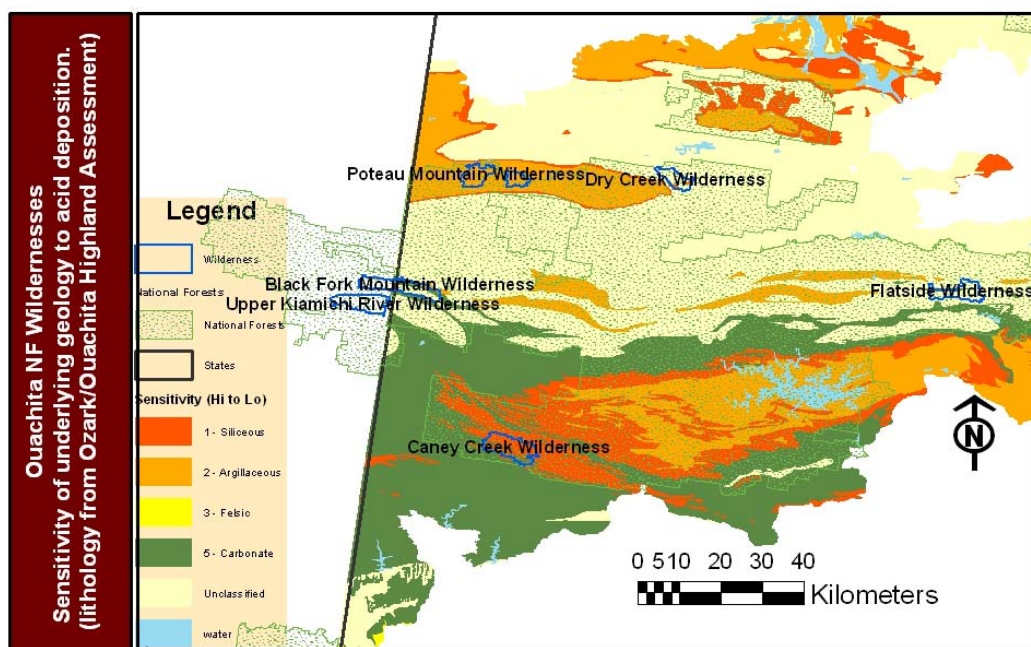 Ouachita NF Wildernesses
Sensitivity of underlying geology to acid deposition.
(lithology from Ozark/Ouachita Highland Assessment)
Poteau Mountain Wilderness
Dry Creek Wilderness
Black Fork Mountain Wilderness
Upper Kiamichi River Wilderness
Flatside Wilderness
Caney Creek Wilderness
Legend
Wilderness
National Forests
National Forests
States
Sensitivity (Hi to Lo)
1 - Siliceous
2 - Argillaceous
3 - Felsic
5 - Carbonate
Unclassified
water
N
0 5 10 20 30 40
Kilometers